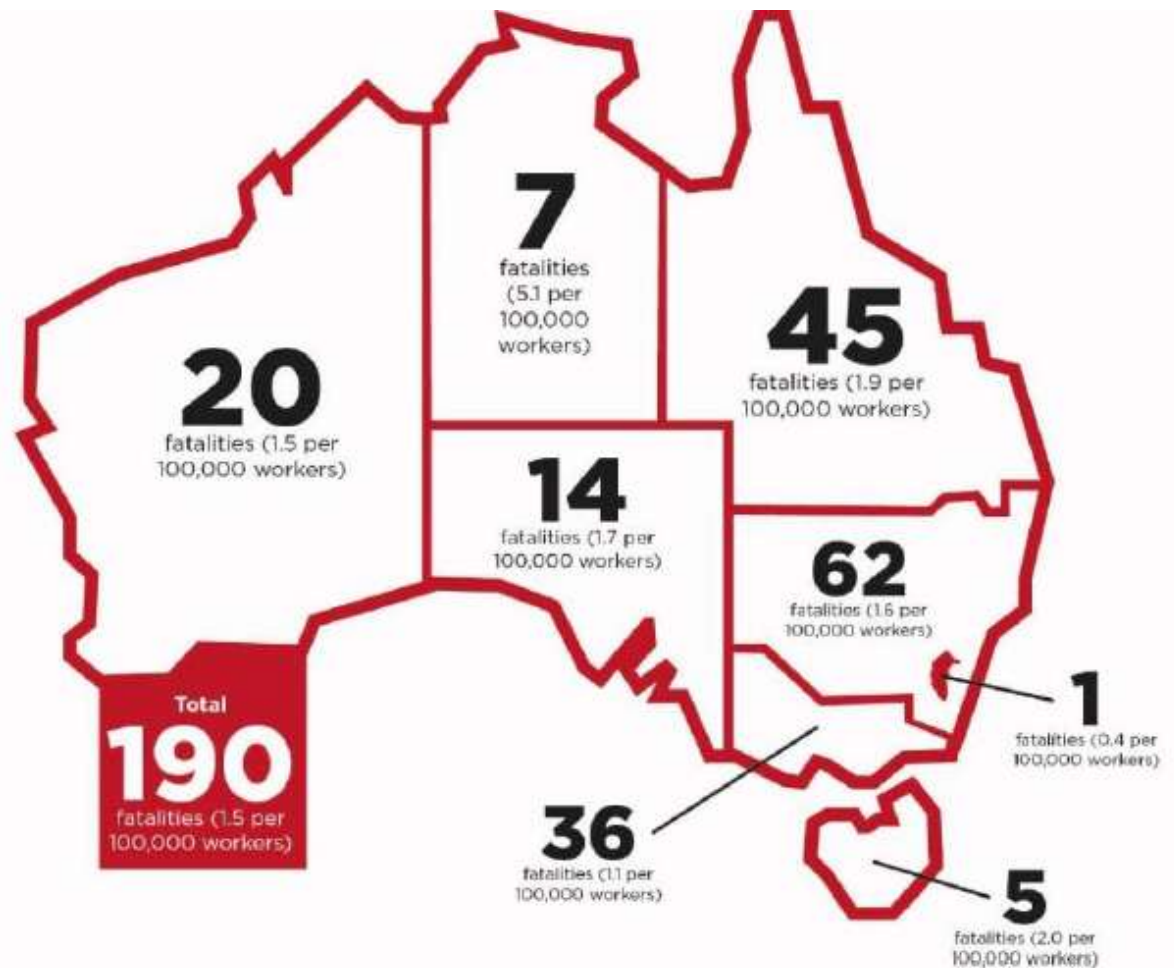 7
fatalities
(5.1 per
100,000
workers)
45
fatalities (1.9 per
100,000 workers)
20
fatalities (1.5 per
100,000 workers)
14
fatalities (1.7 per
100,000 workers)
62
fatalities (1.6 per
100,000 workers)
1
fatalities (0.4 per
100,000 workers)
Total
190
fatalities (1.5 per
100,000 workers)
36
fatalities (1.1 per
100,000 workers)
5
fatalities (2.0 per
100,000 workers)